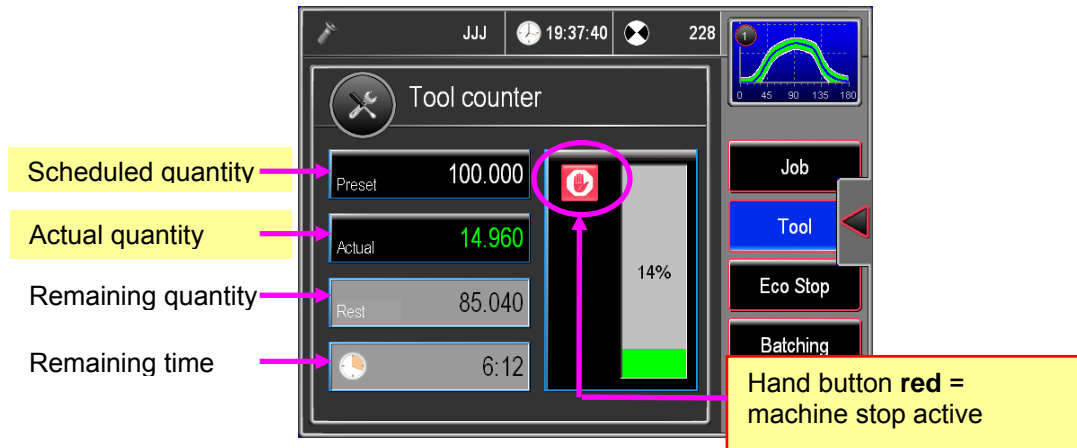 JJJ
19:37:40
228
1
0 45 90 135 180
Tool counter
Scheduled quantity
Preset 100.000
Actual quantity
Actual 14.960
Remaining quantity
Rest 85.040
Remaining time
6:12
14%
Job
Tool
Eco Stop
Batching
Hand button red =
machine stop active